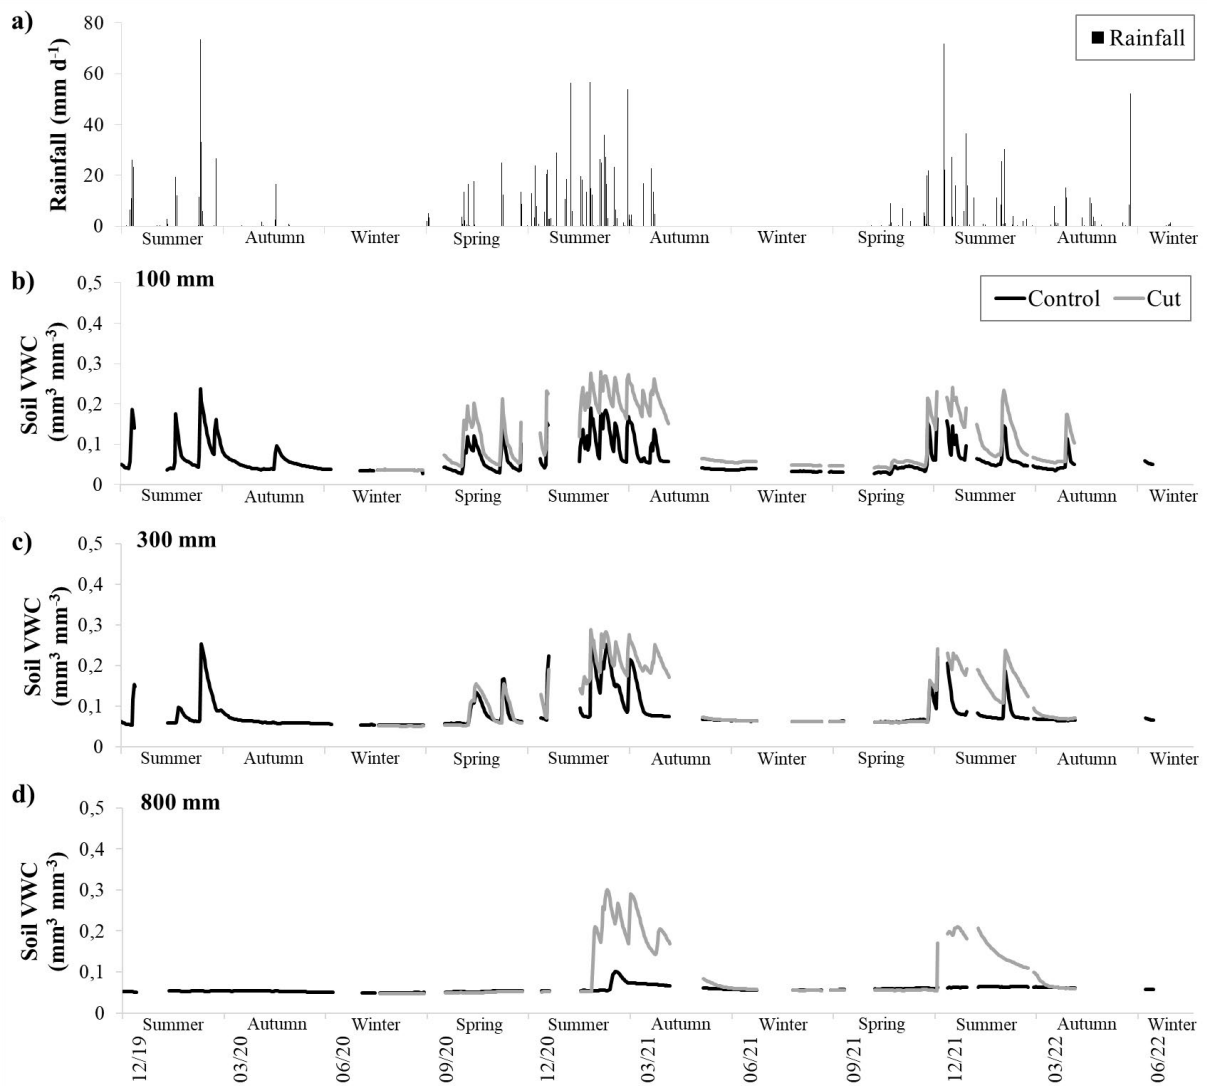 a)
80
Rainfall
60
40
20
0
Rainfall (mm d-1)
Summer Autumn Winter Spring Summer Autumn Winter Spring Summer Autumn Winter
b)
100 mm
0,5
Control Cut
0,4
0,3
0,2
0,1
0
Soil VWC
(mm3 mm-3)
Summer Autumn Winter Spring Summer Autumn Winter Spring Summer Autumn Winter
c)
300 mm
0,5
0,4
0,3
0,2
0,1
0
Soil VWC
(mm3 mm-3)
Summer Autumn Winter Spring Summer Autumn Winter Spring Summer Autumn Winter
d)
800 mm
0,5
0,4
0,3
0,2
0,1
0
Soil VWC
(mm3 mm-3)
Summer Autumn Winter Spring Summer Autumn Winter Spring Summer Autumn Winter
12/19 03/20 06/20 09/20 12/20 03/21 06/21 09/21 12/21 03/22 06/22